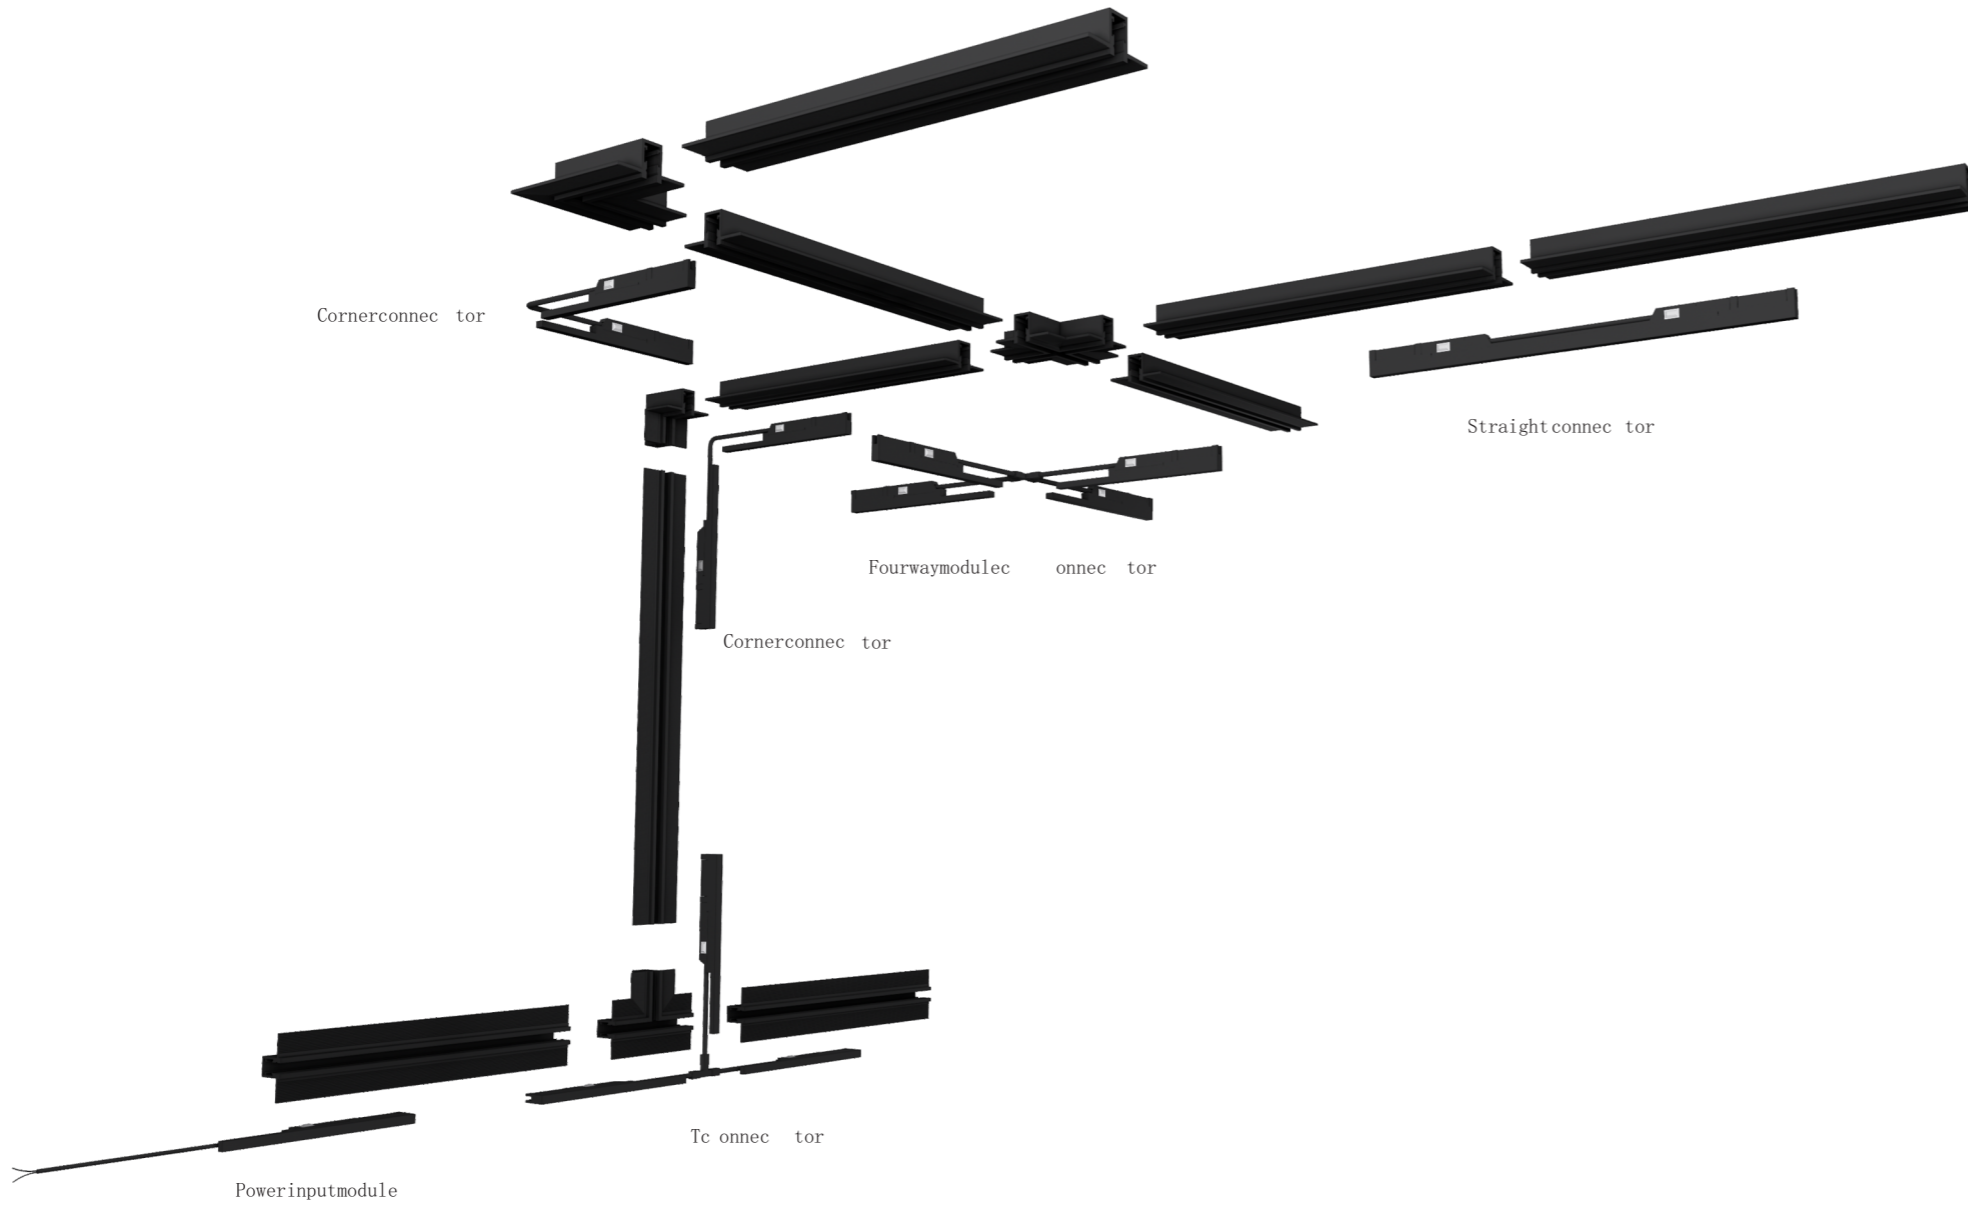 Cornerconnec tor
Straightconnec tor
Fourwaymodulec onnec tor
Cornerconnec tor
Tc onnec tor
Powerinputmodule